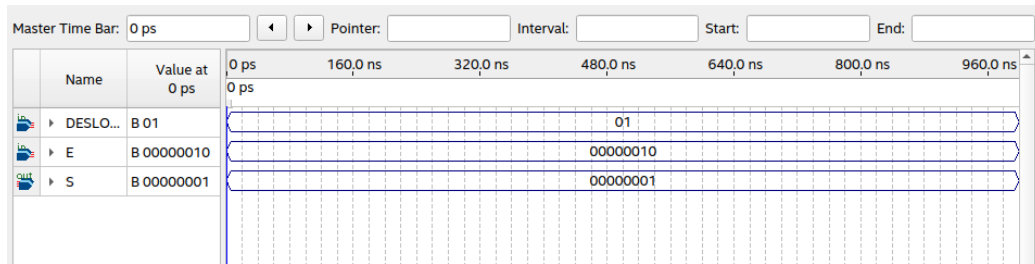 Master Time Bar: 0 ps Pointer: Interval: Start: End:
Name Value at 0 ps 0 ps 160.0 ns 320.0 ns 480.0 ns 640.0 ns 800.0 ns 960.0 ns
0 ps
in DESLO... B 01 01
in E B 00000010 00000010
out S B 00000001 00000001